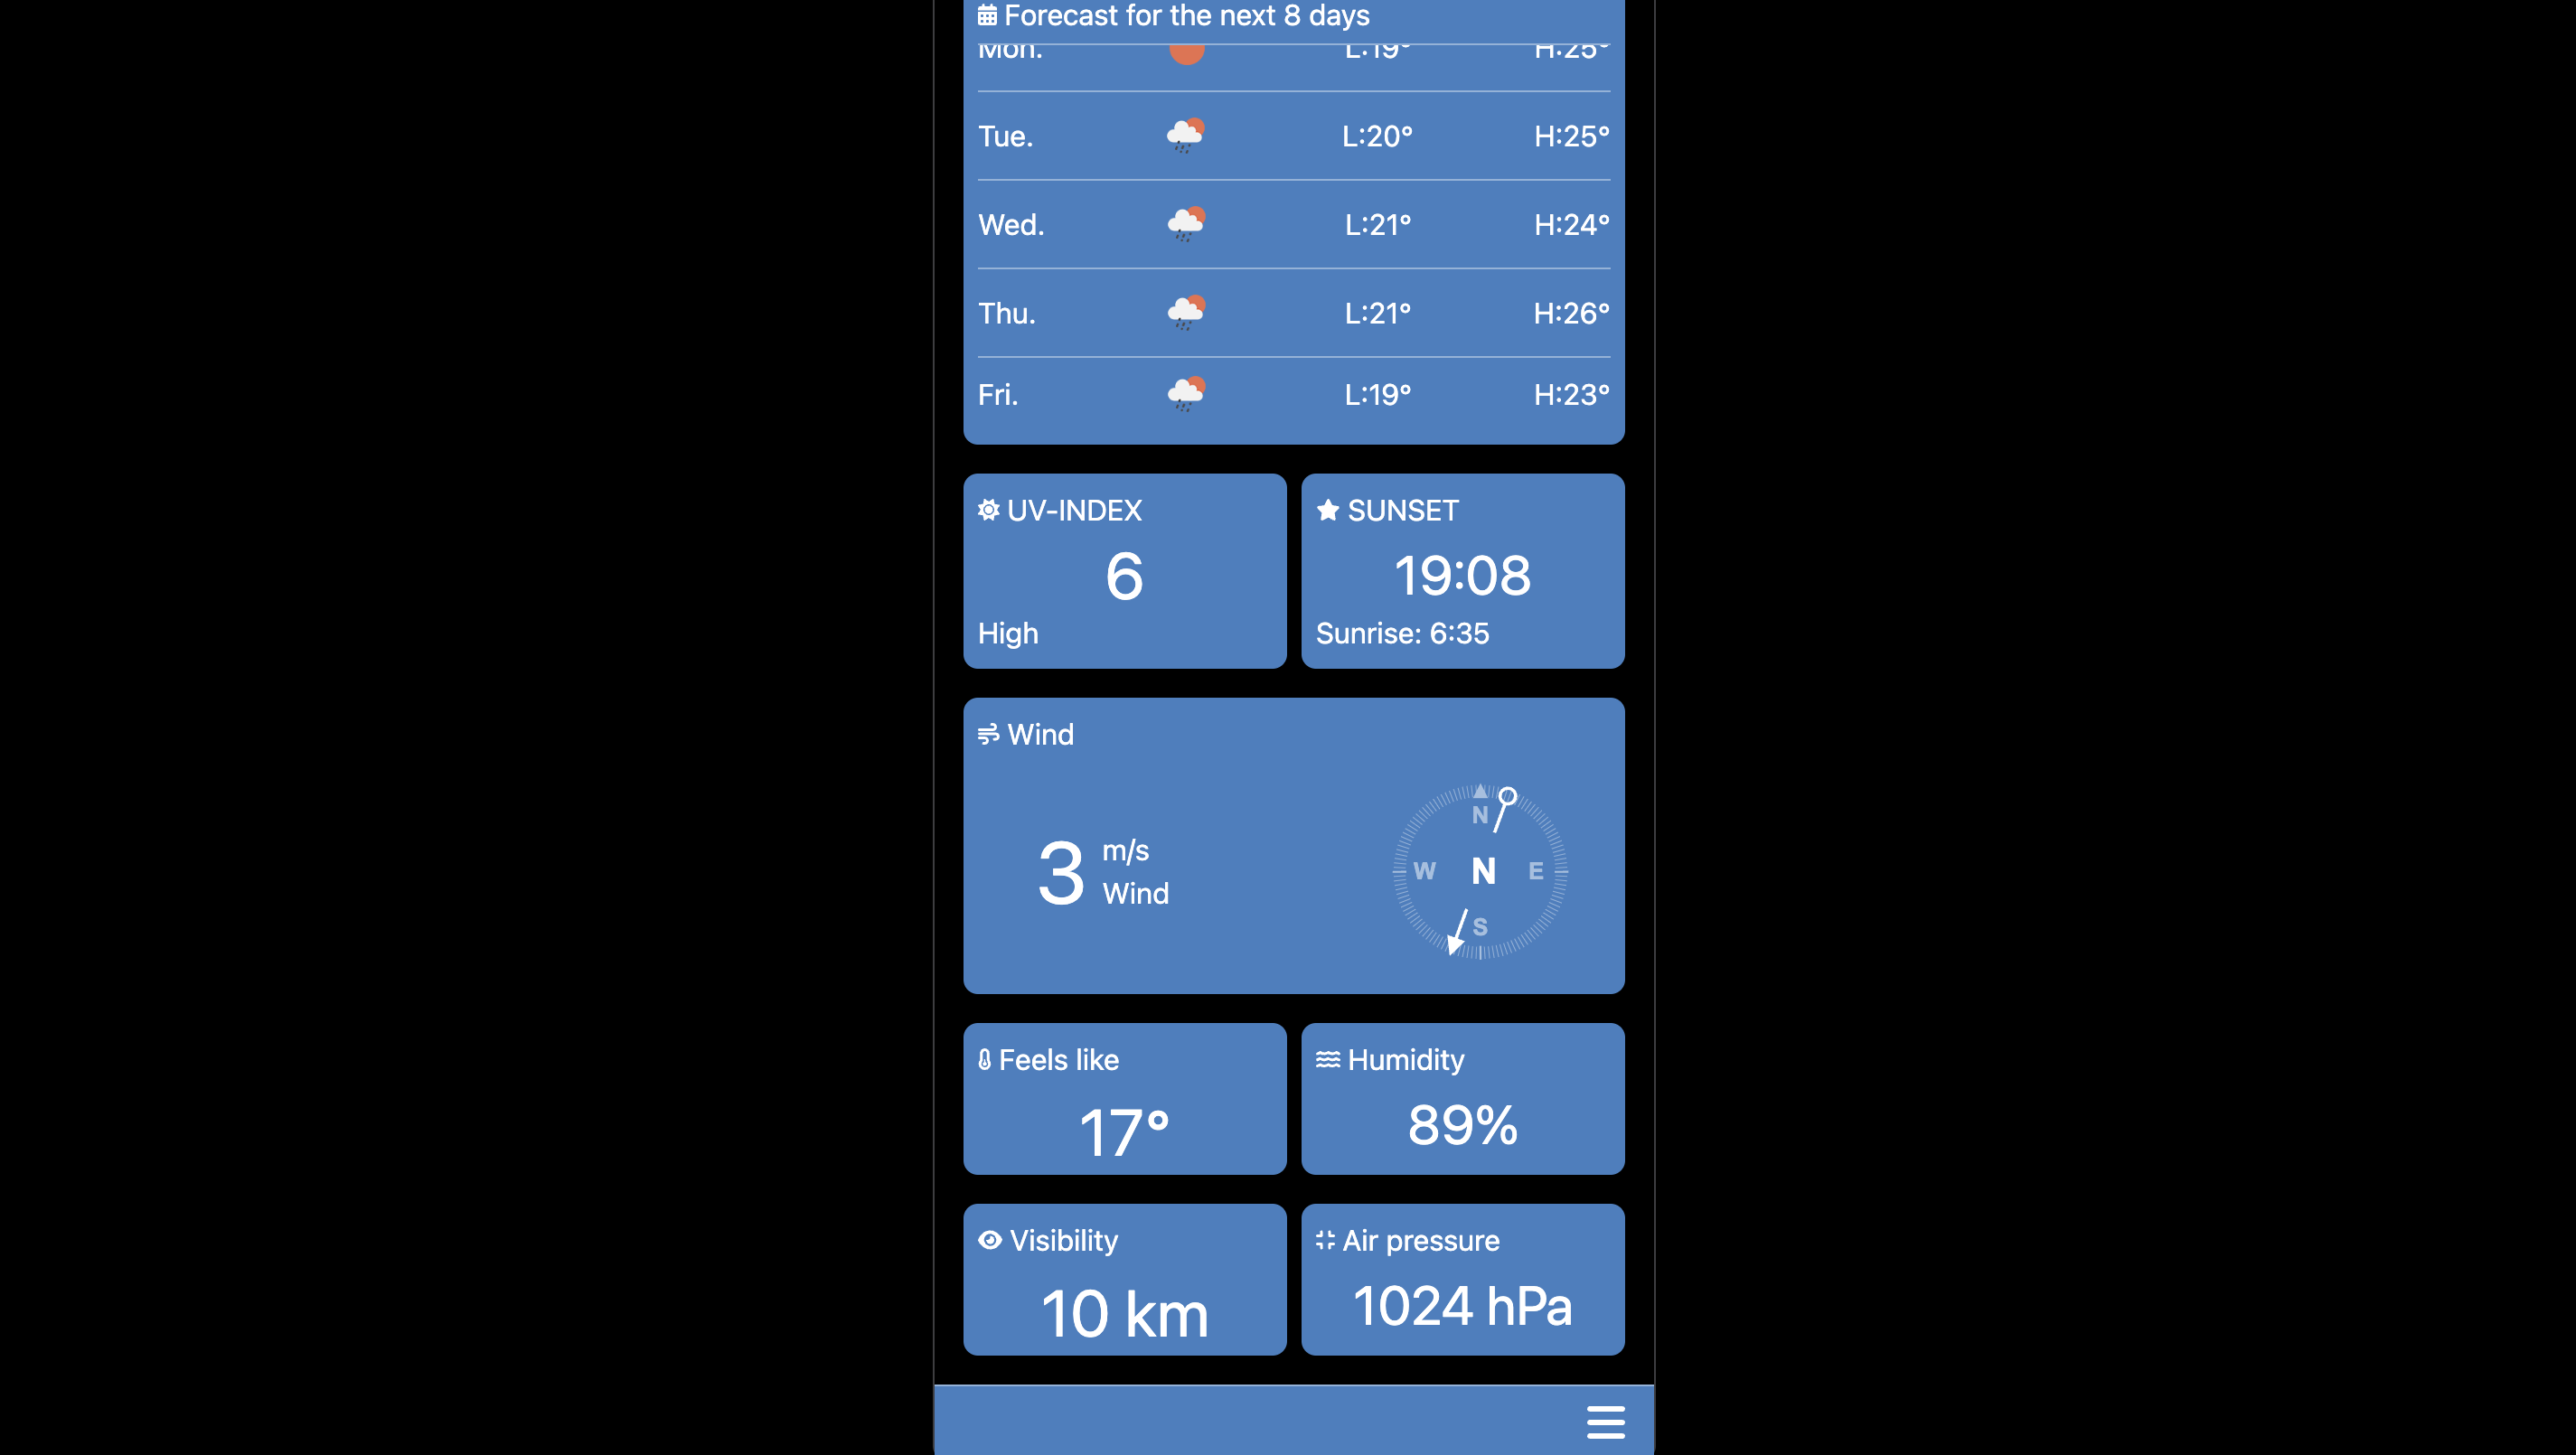 Forecast for the next 8 days
Mon. L:19° H:25°
Tue. L:20° H:25°
Wed. L:21° H:24°
Thu. L:21° H:26°
Fri. L:19° H:23°
UV-INDEX
6
High
SUNSET
19:08
Sunrise: 6:35
Wind
3 m/s
Wind
N
W N E
S
Feels like
17°
Humidity
89%
Visibility
10 km
Air pressure
1024 hPa